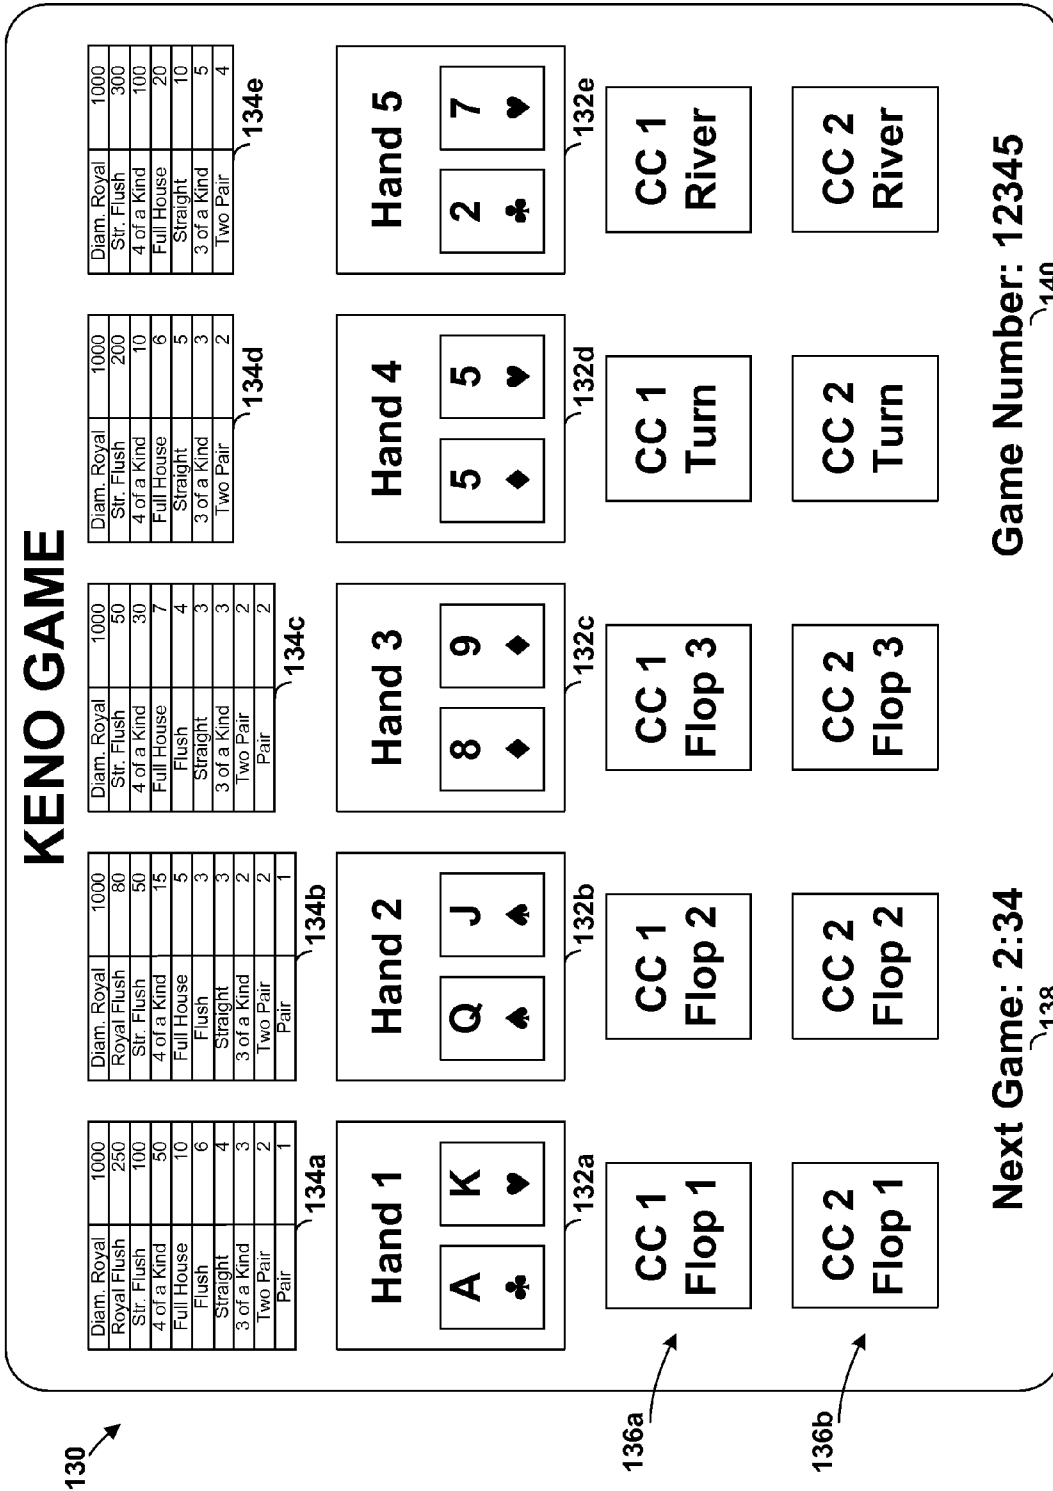 KENO GAME
130
Diam. Royal 1000
Royal Flush 250
Str. Flush 100
4 of a Kind 50
Full House 10
Flush 6
Straight 4
3 of a Kind 3
Two Pair 2
Pair 1
134a
Diam. Royal 1000
Royal Flush 80
Str. Flush 50
4 of a Kind 15
Full House 5
Flush 3
Straight 3
3 of a Kind 2
Two Pair 2
Pair 1
134b
Diam. Royal 1000
Str. Flush 50
4 of a Kind 30
Full House 7
Flush 4
Straight 3
3 of a Kind 3
Two Pair 2
Pair 2
134c
Diam. Royal 1000
Str. Flush 200
4 of a Kind 10
Full House 6
Straight 5
3 of a Kind 3
Two Pair 2
134d
Diam. Royal 1000
Str. Flush 300
4 of a Kind 100
Full House 20
Straight 10
3 of a Kind 5
Two Pair 4
134e
Hand 1
A ♣ K ♥
132a
Hand 2
Q ♠ J ♠
132b
Hand 3
8 ♦ 9 ♦
132c
Hand 4
5 ♦ 5 ♥
132d
Hand 5
2 ♣ 7 ♥
132e
136a
CC 1
Flop 1
CC 1
Flop 2
CC 1
Flop 3
CC 1
Turn
CC 1
River
136b
CC 2
Flop 1
CC 2
Flop 2
CC 2
Flop 3
CC 2
Turn
CC 2
River
Next Game: 2:34
138
Game Number: 12345
140